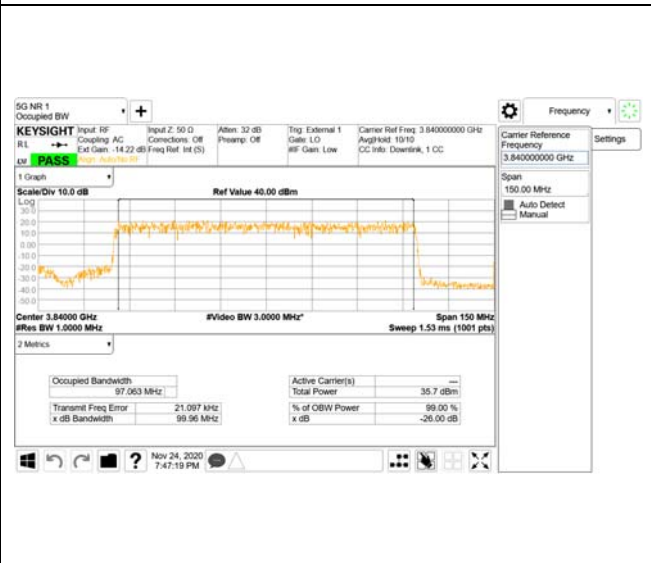 5G NR 1
Occupied BW
Frequency
KEYSIGHT Input: RF Input Z: 50 Ω Atten: 32 dB Trig: External 1 Carrier Ref Freq: 3.840000000 GHz
RL Coupling: AC Corrections: Off Preamp: Off Gate: LO Avg|Hold: 10/10
Ext Gain: -14.22 dB Freq Ref: Int (S) #IF Gain: Low CC Info: Downlink, 1 CC
PASS Align: Auto/No RF
Carrier Reference
Frequency
3.840000000 GHz
Settings
Span
150.00 MHz
Auto Detect
Manual
1 Graph
Scale/Div 10.0 dB Ref Value 40.00 dBm
Log
30.0
20.0
10.0
0.00
-10.0
-20.0
-30.0
-40.0
-50.0
Center 3.84000 GHz #Video BW 3.0000 MHz* Span 150 MHz
#Res BW 1.0000 MHz Sweep 1.53 ms (1001 pts)
2 Metrics
Occupied Bandwidth Active Carrier(s) —
97.063 MHz Total Power 35.7 dBm
Transmit Freq Error 21.097 kHz % of OBW Power 99.00 %
x dB Bandwidth 99.96 MHz x dB -26.00 dB
? Nov 24, 2020
7:47:19 PM